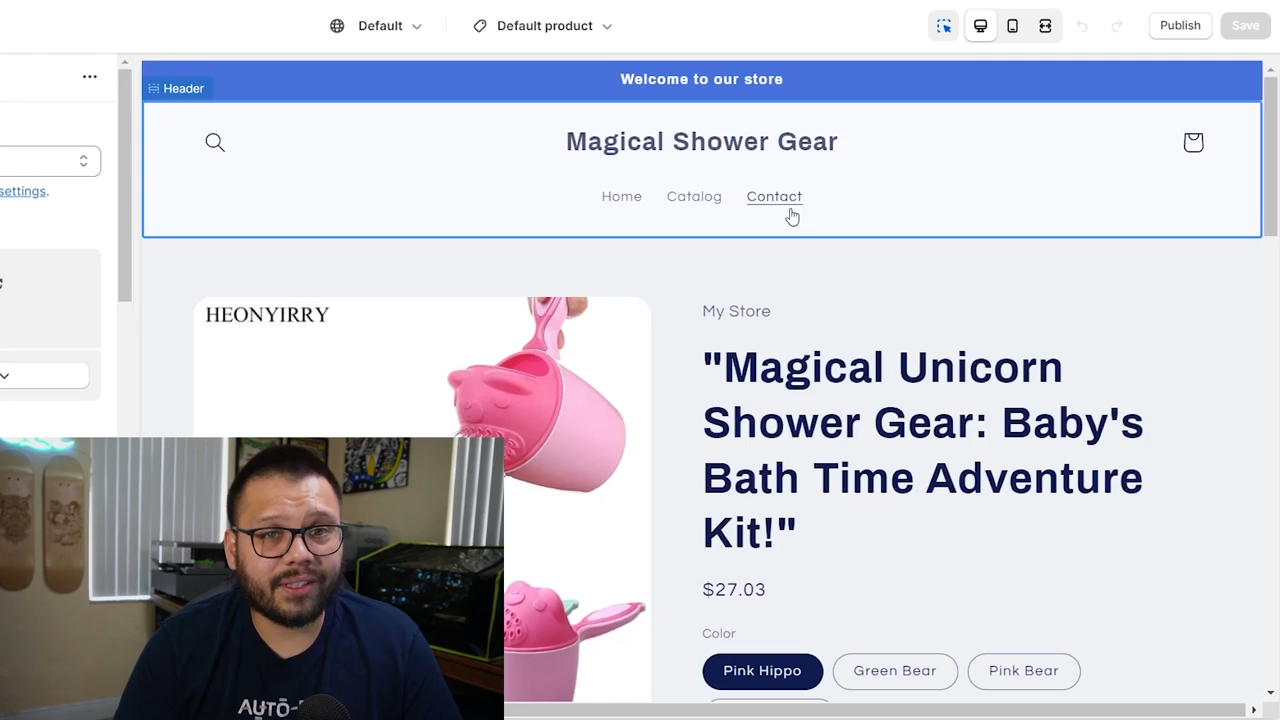 Default
Default product
Publish
Save
Header
Welcome to our store
Magical Shower Gear
settings.
Home
Catalog
Contact
HEONYIRRY
My Store
"Magical Unicorn
Shower Gear: Baby's
Bath Time Adventure
Kit!"
$27.03
Color
Pink Hippo
Green Bear
Pink Bear